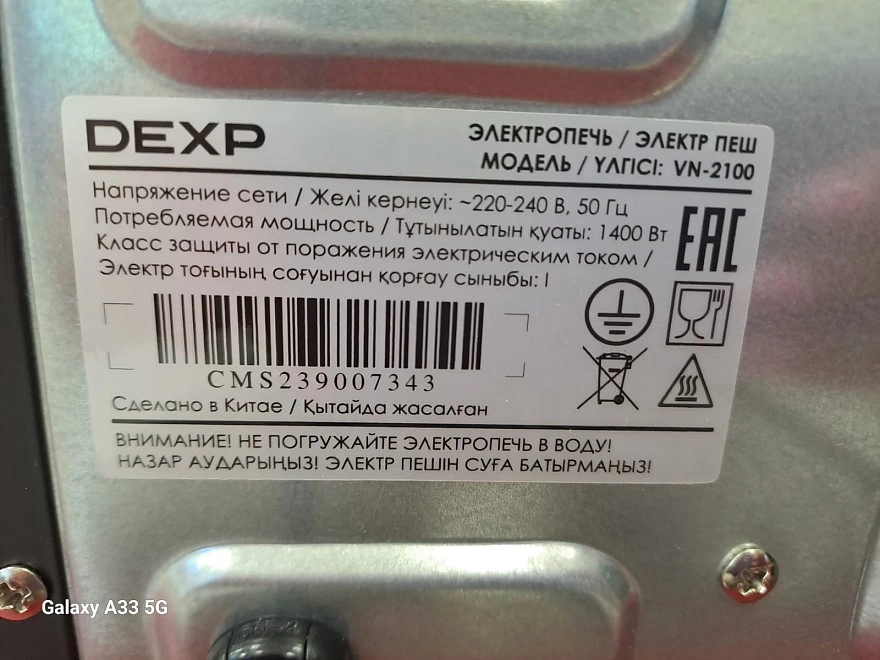 DEXP
ЭЛЕКТРОПЕЧЬ / ЭЛЕКТР ПЕШ
МОДЕЛЬ / ҮЛГІСІ: VN-2100
Напряжение сети / Желі кернеуі: ~220-240 В, 50 Гц
Потребляемая мощность / Тұтынылатын қуаты: 1400 Вт
Класс защиты от поражения электрическим током /
Электр тоғының соғуынан қорғау сыныбы: I
EAC
CMS239007343
Сделано в Китае / Қытайда жасалған
ВНИМАНИЕ! НЕ ПОГРУЖАЙТЕ ЭЛЕКТРОПЕЧЬ В ВОДУ!
НАЗАР АУДАРЫҢЫЗ! ЭЛЕКТР ПЕШІН СУҒА БАТЫРМАҢЫЗ!
Galaxy A33 5G